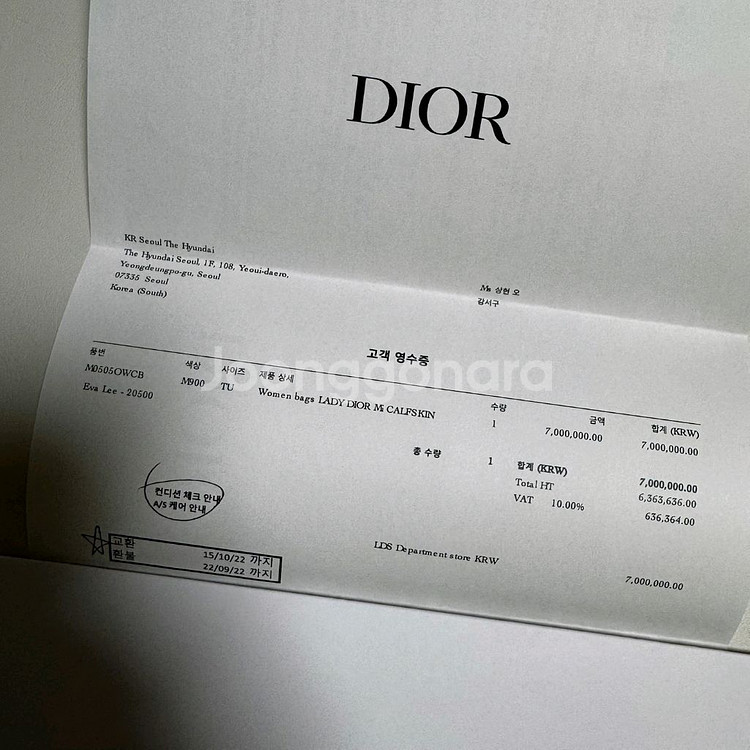 DIOR
KR Seoul The Hyundai
The Hyundai Seoul, 1F, 108, Yeoui-daero,
Yeongdeungpo-gu, Seoul
07335 Seoul
Korea (South)
Ms 상현 오
강서구
고객 영수증
Joonggonara
품번 색상 사이즈 제품 상세 수량 금액 합계 (KRW)
M0505OWCB M900 TU Women bags LADY DIOR Ms CALFSKIN 1 7,000,000.00 7,000,000.00
Eva Lee - 20500
총 수량 1 합계 (KRW) 7,000,000.00
Total HT 6,363,636.00
VAT 10.00% 636,364.00
컨디션 체크 안내
A/S 케어 안내
LDS Department store KRW 7,000,000.00
교환 15/10/22 까지
환불 22/09/22 까지